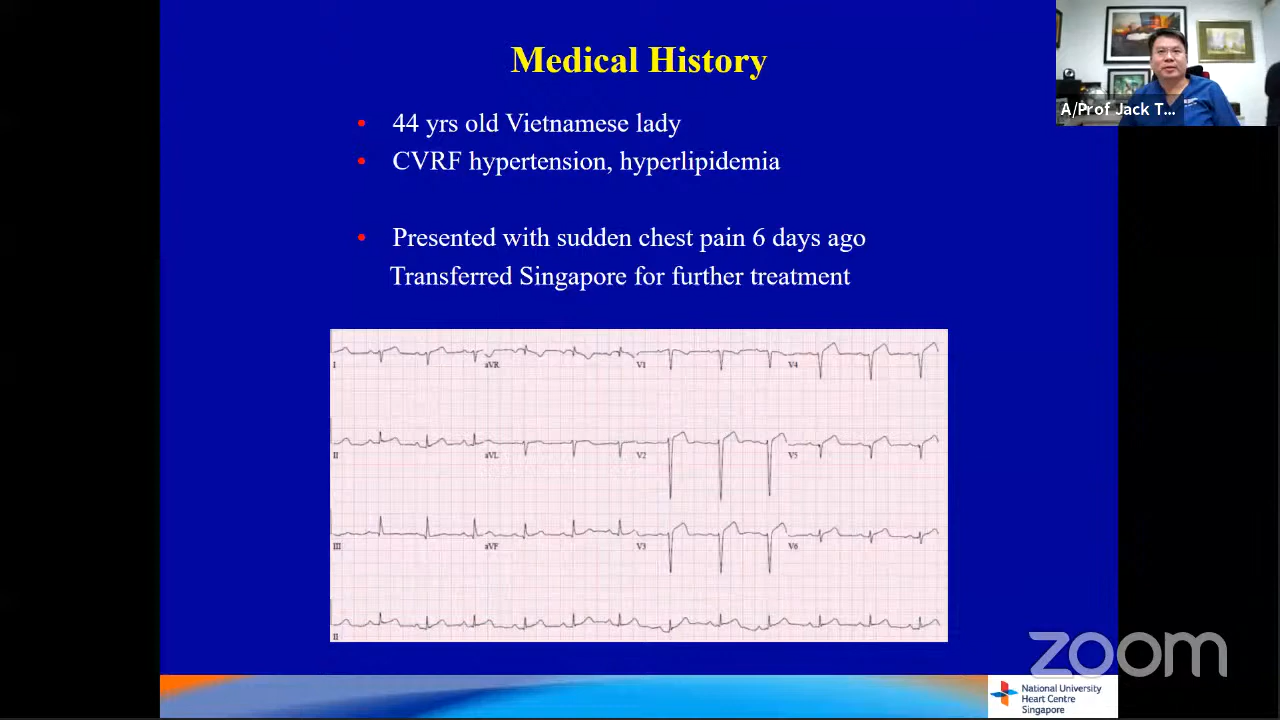 Medical History
A/Prof Jack T...
• 44 yrs old Vietnamese lady
• CVRF hypertension, hyperlipidemia
• Presented with sudden chest pain 6 days ago
Transferred Singapore for further treatment
I aVR V1 V4
II aVL V2 V5
III aVF V3 V6
II
zoom
National University
Heart Centre
Singapore